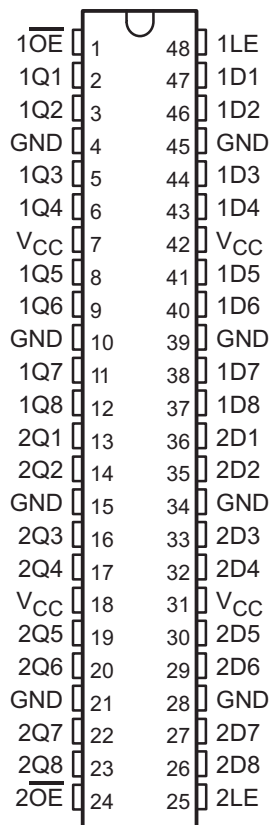 1OE 1 48 1LE
1Q1 2 47 1D1
1Q2 3 46 1D2
GND 4 45 GND
1Q3 5 44 1D3
1Q4 6 43 1D4
VCC 7 42 VCC
1Q5 8 41 1D5
1Q6 9 40 1D6
GND 10 39 GND
1Q7 11 38 1D7
1Q8 12 37 1D8
2Q1 13 36 2D1
2Q2 14 35 2D2
GND 15 34 GND
2Q3 16 33 2D3
2Q4 17 32 2D4
VCC 18 31 VCC
2Q5 19 30 2D5
2Q6 20 29 2D6
GND 21 28 GND
2Q7 22 27 2D7
2Q8 23 26 2D8
2OE 24 25 2LE